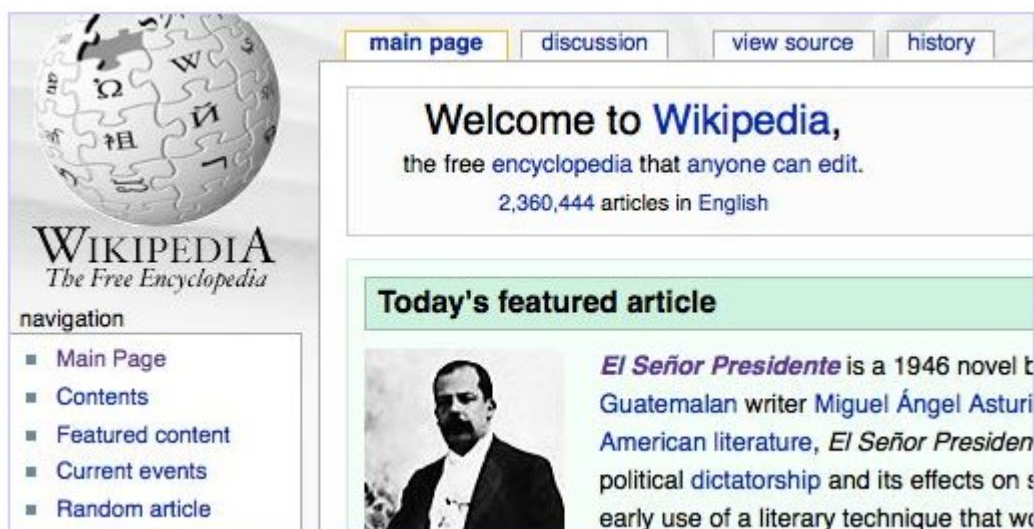 main page
discussion
view source
history
Ω
W
祖
И
WIKIPEDIA
The Free Encyclopedia
Welcome to Wikipedia,
the free encyclopedia that anyone can edit.
2,360,444 articles in English
navigation
Main Page
Contents
Featured content
Current events
Random article
Today's featured article
El Señor Presidente is a 1946 novel b
Guatemalan writer Miguel Ángel Asturi
American literature, El Señor Presiden
political dictatorship and its effects on s
early use of a literary technique that wo